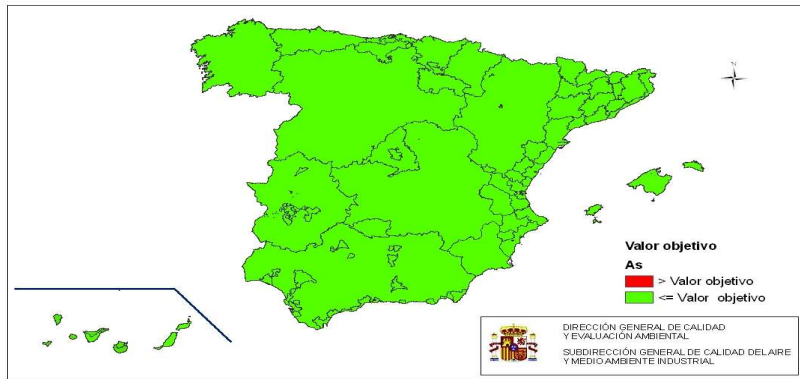 N
Valor objetivo
As
> Valor objetivo
<= Valor objetivo
DIRECCIÓN GENERAL DE CALIDAD
Y EVALUACIÓN AMBIENTAL
SUBDIRECCIÓN GENERAL DE CALIDAD DEL AIRE
Y MEDIO AMBIENTE INDUSTRIAL